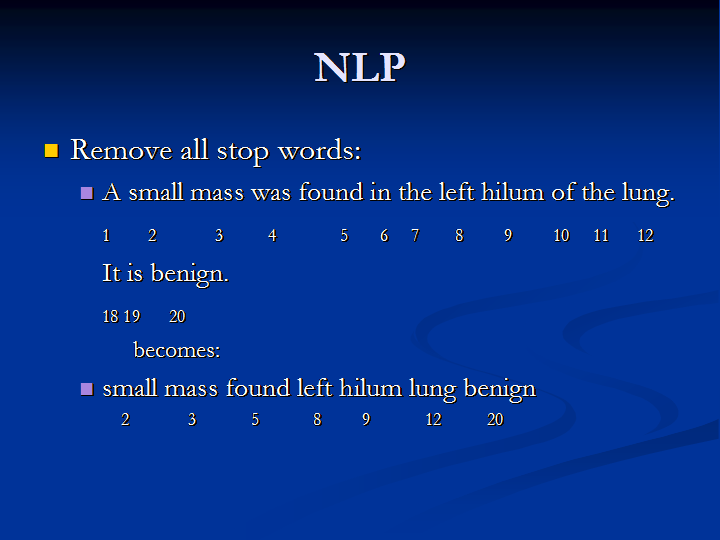 NLP
Remove all stop words:
A small mass was found in the left hilum of the lung.
1 2 3 4 5 6 7 8 9 10 11 12
It is benign.
18 19 20
becomes:
small mass found left hilum lung benign
2 3 5 8 9 12 20